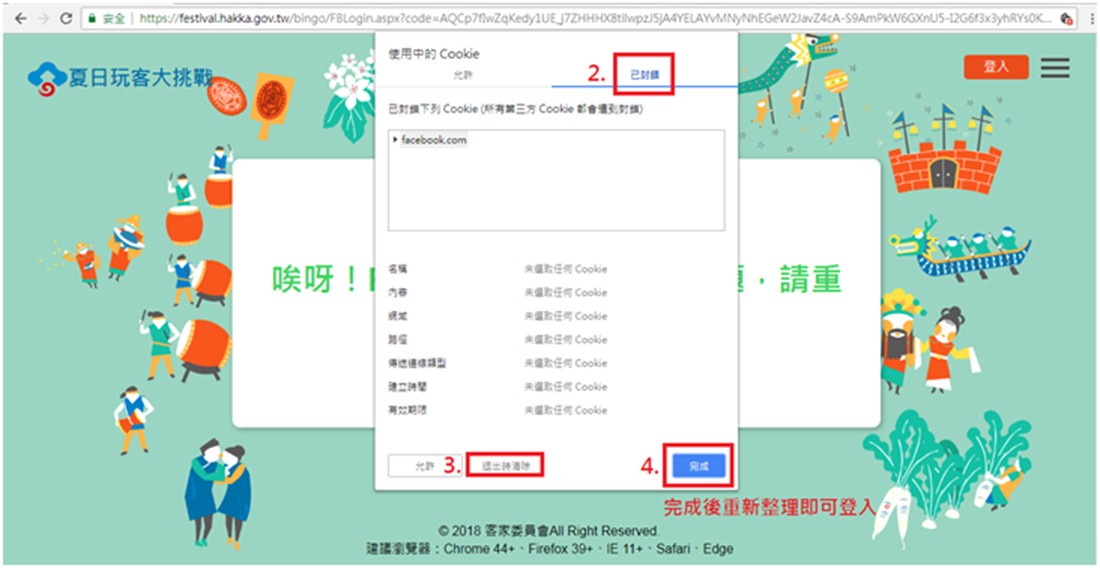 安全 | https://festival.hakka.gov.tw/bingo/FBLogin.aspx?code=AQCp7fIwZqKedy1UE_j7ZHHHX8tiIwpzJ5jA4YELAYvMNyNhEGeW2JavZ4cA-S9AmPkW6GXnU5-I2G6f3x3yhRYs0K...
夏日玩客大挑戰
登入
使用中的 Cookie
允許
2.
已封鎖
已封鎖下列 Cookie (所有第三方 Cookie 都會遭到封鎖)
facebook.com
唉呀！
，請重
名稱 未選取任何 Cookie
內容 未選取任何 Cookie
網域 未選取任何 Cookie
路徑 未選取任何 Cookie
傳送連線類型 未選取任何 Cookie
建立時間 未選取任何 Cookie
有效期限 未選取任何 Cookie
允許
3.
退出時清除
4.
完成
完成後重新整理即可登入
© 2018 客家委員會All Right Reserved.
建議瀏覽器：Chrome 44+、Firefox 39+、IE 11+、Safari、Edge